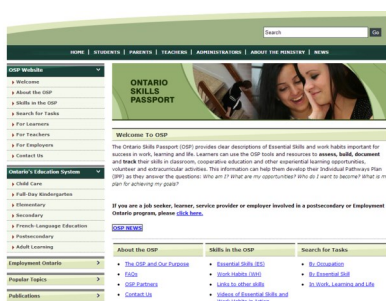 Search
Go
HOME | STUDENTS | PARENTS | TEACHERS | ADMINISTRATORS | ABOUT THE MINISTRY | NEWS
OSP Website
Welcome
About the OSP
Skills in the OSP
Search for Tasks
For Learners
For Teachers
For Employers
Contact Us
Ontario's Education System
Child Care
Full-Day Kindergarten
Elementary
Secondary
French-Language Education
Postsecondary
Adult Learning
Employment Ontario
Popular Topics
Publications
ONTARIO
SKILLS
PASSPORT
Welcome To OSP
The Ontario Skills Passport (OSP) provides clear descriptions of Essential Skills and work habits important for
success in work, learning and life. Learners can use the OSP tools and resources to assess, build, document
and track their skills in classroom, cooperative education and other experiential learning opportunities,
volunteer and extracurricular activities. This information can help them develop their Individual Pathways Plan
(IPP) as they answer the questions: Who am I? What are my opportunities? Who do I want to become? What is m
plan for achieving my goals?
If you are a job seeker, learner, service provider or employer involved in a postsecondary or Employment
Ontario program, please click here.
OSP NEWS
About the OSP
The OSP and Our Purpose
FAQs
OSP Partners
Contact Us
Skills in the OSP
Essential Skills (ES)
Work Habits (WH)
Links to other skills
Videos of Essential Skills and
Search for Tasks
By Occupation
By Essential Skill
In Work, Learning and Life